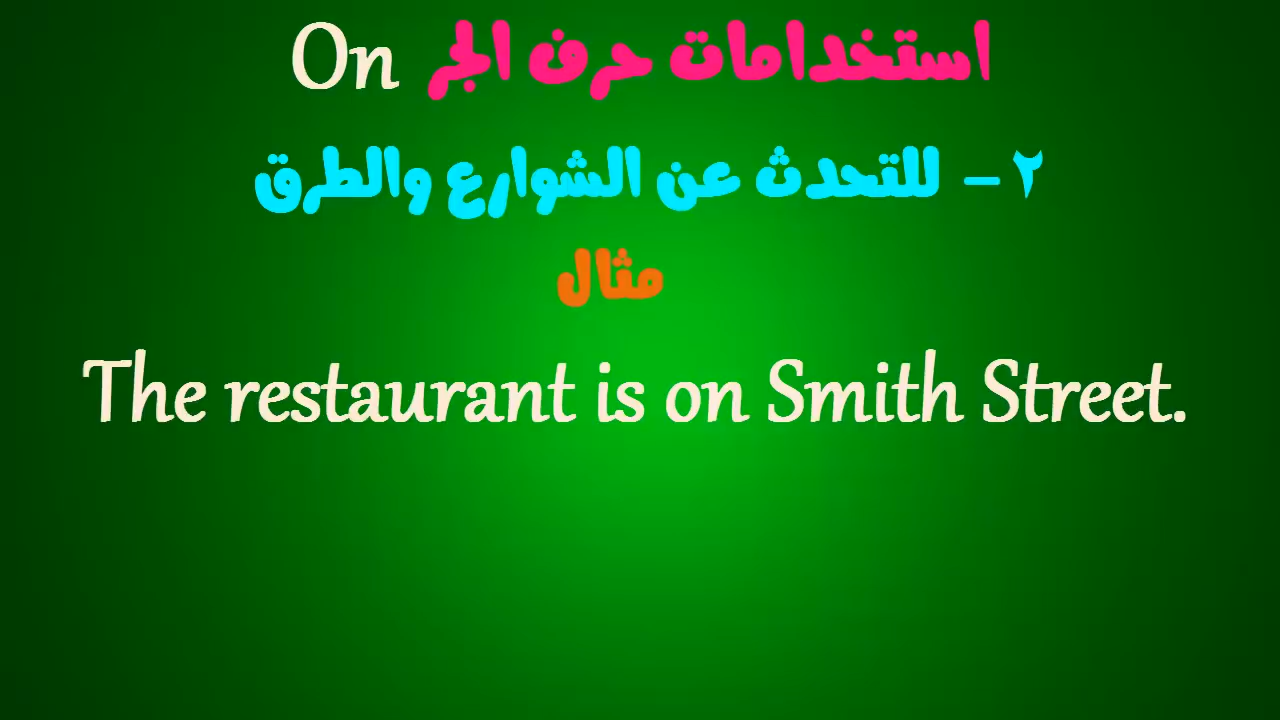 استخدامات حرف الجر On
٢ - للتحدث عن الشوارع والطرق
مثال
The restaurant is on Smith Street.